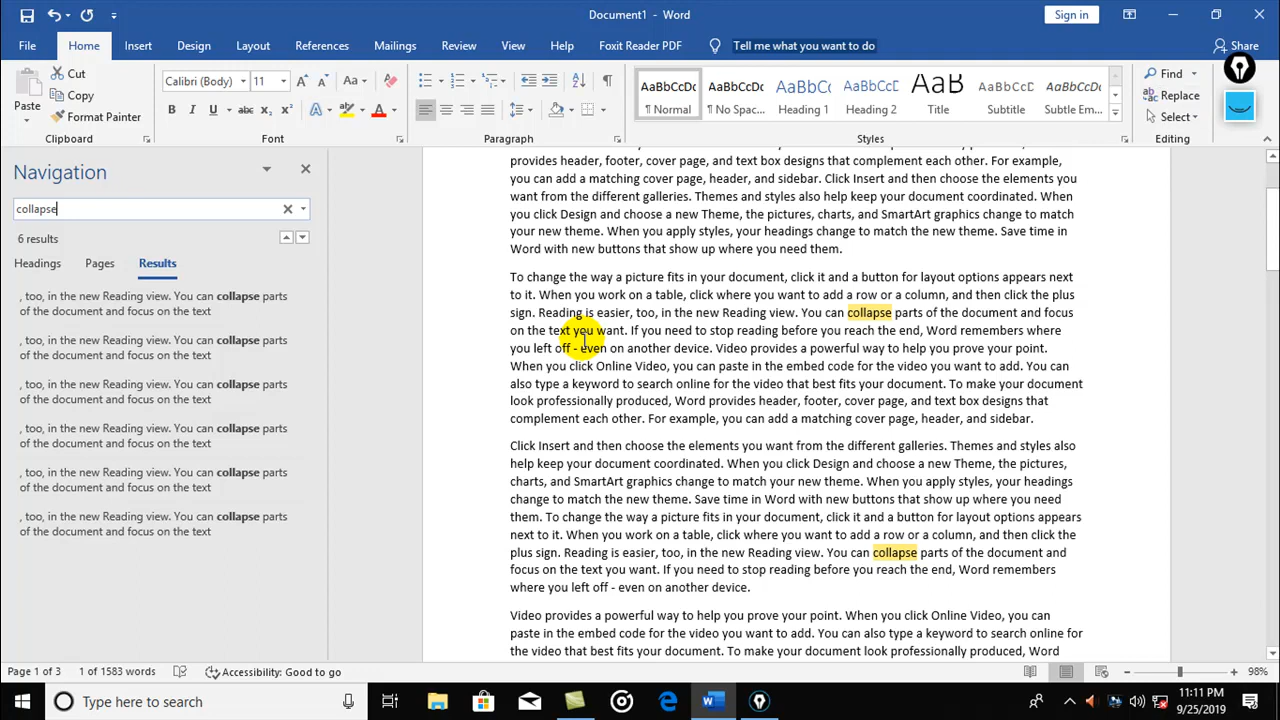 Document1 - Word
Sign in
File Home Insert Design Layout References Mailings Review View Help Foxit Reader PDF Tell me what you want to do Share
Paste
Cut
Copy
Format Painter
Clipboard
Calibri (Body) 11
Font
Paragraph
AaBbCcDc AaBbCcDc AaBbC AaBbCcD AaB AaBbCcD AaBbCcDc
¶ Normal ¶ No Spac... Heading 1 Heading 2 Title Subtitle Subtle Em...
Styles
Find
Replace
Select
Editing
Navigation
collapse
6 results
Headings Pages Results
, too, in the new Reading view. You can collapse parts
of the document and focus on the text
, too, in the new Reading view. You can collapse parts
of the document and focus on the text
, too, in the new Reading view. You can collapse parts
of the document and focus on the text
, too, in the new Reading view. You can collapse parts
of the document and focus on the text
, too, in the new Reading view. You can collapse parts
of the document and focus on the text
, too, in the new Reading view. You can collapse parts
of the document and focus on the text
provides header, footer, cover page, and text box designs that complement each other. For example,
you can add a matching cover page, header, and sidebar. Click Insert and then choose the elements you
want from the different galleries. Themes and styles also help keep your document coordinated. When
you click Design and choose a new Theme, the pictures, charts, and SmartArt graphics change to match
your new theme. When you apply styles, your headings change to match the new theme. Save time in
Word with new buttons that show up where you need them.
To change the way a picture fits in your document, click it and a button for layout options appears next
to it. When you work on a table, click where you want to add a row or a column, and then click the plus
sign. Reading is easier, too, in the new Reading view. You can collapse parts of the document and focus
on the text you want. If you need to stop reading before you reach the end, Word remembers where
you left off - even on another device. Video provides a powerful way to help you prove your point.
When you click Online Video, you can paste in the embed code for the video you want to add. You can
also type a keyword to search online for the video that best fits your document. To make your document
look professionally produced, Word provides header, footer, cover page, and text box designs that
complement each other. For example, you can add a matching cover page, header, and sidebar.
Click Insert and then choose the elements you want from the different galleries. Themes and styles also
help keep your document coordinated. When you click Design and choose a new Theme, the pictures,
charts, and SmartArt graphics change to match your new theme. When you apply styles, your headings
change to match the new theme. Save time in Word with new buttons that show up where you need
them. To change the way a picture fits in your document, click it and a button for layout options appears
next to it. When you work on a table, click where you want to add a row or a column, and then click the
plus sign. Reading is easier, too, in the new Reading view. You can collapse parts of the document and
focus on the text you want. If you need to stop reading before you reach the end, Word remembers
where you left off - even on another device.
Video provides a powerful way to help you prove your point. When you click Online Video, you can
paste in the embed code for the video you want to add. You can also type a keyword to search online for
the video that best fits your document. To make your document look professionally produced, Word
Page 1 of 3 1 of 1583 words Accessibility: Good to go 98%
Type here to search
11:11 PM
9/25/2019